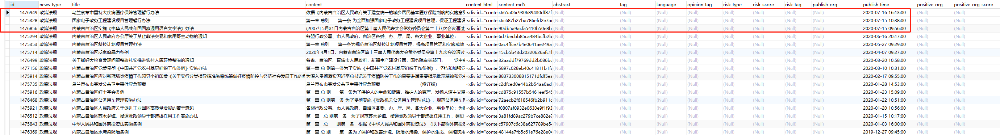 id news_type title content content_html content_md5 abstract tag language opinion_tag risk_type risk_score risk_tag publish_org publish_time positive_org positive_org_score
1476949 政策法规 乌兰察布市重特大疾病医疗保障管理暂行办法 依据《内蒙古自治区人民政府关于建立统一的城乡居民基本医疗保险制度的实施意见 <div id="conte c665a06c930689430df87f (Null) (Null) (Null) (Null) (Null) (Null) (Null) (Null) 2020-07-16 16:13:00 (Null) (Null)
1475328 政策法规 国家电子政务工程建设项目管理暂行办法 第一章 总则 第一条 为全面加强国家电子政务工程建设项目管理，保证工程建设 <div id="conte c6c687b27ba786efd2e7ae (Null) (Null) (Null) (Null) (Null) (Null) (Null) (Null) 2020-07-15 10:38:00 (Null) (Null)
1476856 政策法规 内蒙古自治区实施《中华人民共和国国家通用语言文字法》办法 (2007年5月31日内蒙古自治区第十届人民代表大会常务委员会第二十八次会议通过 <div id="conte 90db5a9acfa5410b50e8b (Null) (Null) (Null) (Null) (Null) (Null) (Null) (Null) 2020-07-15 09:56:00 (Null) (Null)
1475294 政策法规 内蒙古自治区人民政府办公厅关于禁止非法交易和食用野生动物的通知 各盟行政公署、市人民政府，自治区各委、办、厅、局，各大企业、事业单位： <div id="conte 6d7becbb85ca484bcfb2b (Null) (Null) (Null) (Null) (Null) (Null) (Null) (Null) 2020-06-16 20:17:00 (Null) (Null)
1475353 政策法规 内蒙古自治区科技计划项目管理办法 第一章 总则 第一条为规范自治区科技计划项目管理，提高项目管理和实施成效 <div id="conte 0ac4ffce7b4e0641ae249a (Null) (Null) (Null) (Null) (Null) (Null) (Null) (Null) 2020-05-27 09:29:00 (Null) (Null)
1475714 政策法规 内蒙古自治区反家庭暴力条例 2020年4月1日，内蒙古自治区第十三届人民代表大会常务委员会第十九次会议通过 <div id="conte 15cb5b43d20320626afc1b (Null) (Null) (Null) (Null) (Null) (Null) (Null) (Null) 2020-04-07 09:27:00 (Null) (Null)
1476499 政策法规 关于抓好大检查发现问题整改扎实推进农村人居环境整治的通知 各省、自治区、直辖市人民政府，新疆生产建设兵团，国务院有关部门： 党中央 <div id="conte 32aaddf79769dd2b086bc (Null) (Null) (Null) (Null) (Null) (Null) (Null) (Null) 2020-03-20 10:58:00 (Null) (Null)
1477156 政策法规 内蒙古自治区党委贯彻《中国共产党农村基层组织工作条例》实施办法 第一章 总 则第一条为了实施《中国共产党农村基层组织工作条例》，坚持和加强党 <div id="conte 5897c028eb40c41811b1fc (Null) (Null) (Null) (Null) (Null) (Null) (Null) (Null) 2020-03-10 10:31:00 (Null) (Null)
1475914 政策法规 内蒙古自治区应对新冠肺炎疫情工作领导小组印发《关于实行分类指导精准施策统筹做好疫情防控与经济社会发展工作的意 为深入贯彻落实习近平总书记关于疫情防控工作的重要讲话重要指示批示精神和党中 <div id="conte 883733008815171dfdf5ea (Null) (Null) (Null) (Null) (Null) (Null) (Null) (Null) 2020-02-17 09:55:00 (Null) (Null)
1475735 政策法规 乌兰察布市突发公共卫生事件应急预案 乌兰察布市突发公共卫生事件应急预案 （修订版） <div id="conte c2dfced0e44b2b54aa0ad (Null) (Null) (Null) (Null) (Null) (Null) (Null) (Null) 2020-01-28 14:53:00 (Null) (Null)
1475916 政策法规 内蒙古自治区红十字会条例 第一章 总 则 第一条为了保护人的生命和健康，维护人的尊严，发扬人道主义精 <div id="conte cd875c91557b5461eef545 (Null) (Null) (Null) (Null) (Null) (Null) (Null) (Null) 2020-01-23 15:09:00 (Null) (Null)
1476468 政策法规 内蒙古自治区公务用车管理实施办法 第一章 总 则第一条 为了贯彻实施《党政机关公务用车管理办法》，规范公务用车管 <div id="conte 72aecb2f618546fb2b911c (Null) (Null) (Null) (Null) (Null) (Null) (Null) (Null) 2020-01-22 10:51:00 (Null) (Null)
1475921 政策法规 内蒙古自治区人民政府关于促进工业园区高质量发展的若干意见 各盟行政公署、市人民政府，自治区各委、办、厅、局，各大企业、事业单位：为推 <div id="conte f0807af0932e0630e9f1f93 (Null) (Null) (Null) (Null) (Null) (Null) (Null) (Null) 2020-01-20 10:56:00 (Null) (Null)
1476512 政策法规 内蒙古自治区苏木乡镇、街道党政领导干部选拔任用工作实施办法 第一章 总 则第一条 为了规范苏木乡镇、街道党政领导干部选拔任用工作，建设 <div id="conte 3a81fd89ac279b7ce882e7 (Null) (Null) (Null) (Null) (Null) (Null) (Null) (Null) 2020-01-15 10:17:00 (Null) (Null)
1475843 政策法规 中华人民共和国外商投资法实施条例 第一章 总 则第一条 根据《中华人民共和国外商投资法》（以下简称外商投资 <div id="conte c57907c6c38a627789be54 (Null) (Null) (Null) (Null) (Null) (Null) (Null) (Null) 2020-01-03 16:00:00 (Null) (Null)
1476369 政策法规 内蒙古自治区水污染防治条例 第一章 总 则 第一条为了保护和改善环境，防治水污染，保护水生态，保障饮用 <div id="conte 48144a7fb5c61e76e28e04 (Null) (Null) (Null) (Null) (Null) (Null) (Null) (Null) 2019-12-27 09:45:00 (Null) (Null)